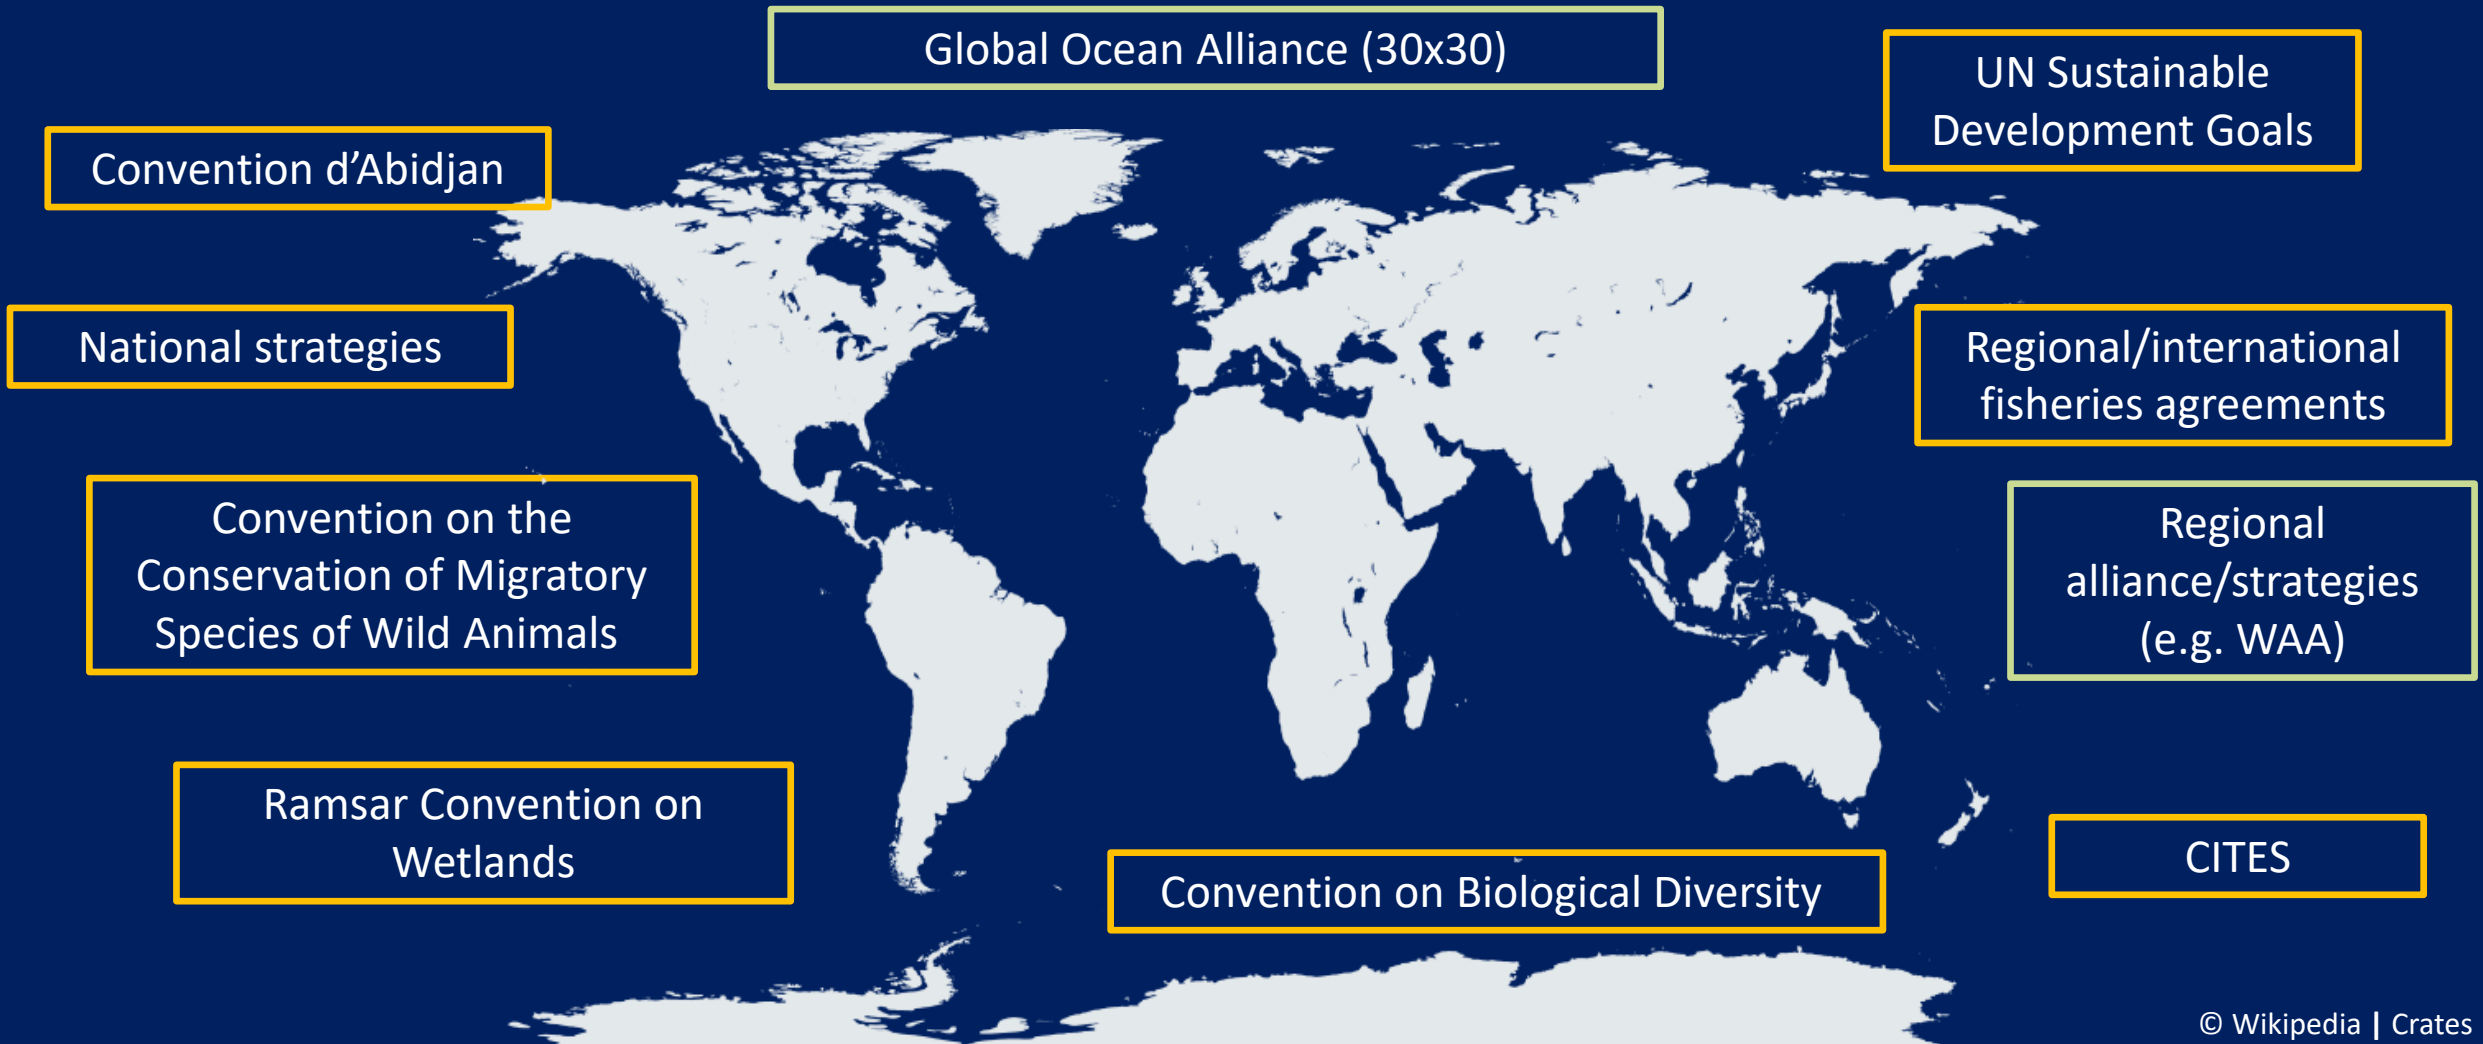 Global Ocean Alliance (30x30)
UN Sustainable
Development Goals
Convention d’Abidjan
National strategies
Regional/international
fisheries agreements
Convention on the
Conservation of Migratory
Species of Wild Animals
Regional
alliance/strategies
(e.g. WAA)
Ramsar Convention on
Wetlands
Convention on Biological Diversity
CITES
© Wikipedia | Crates